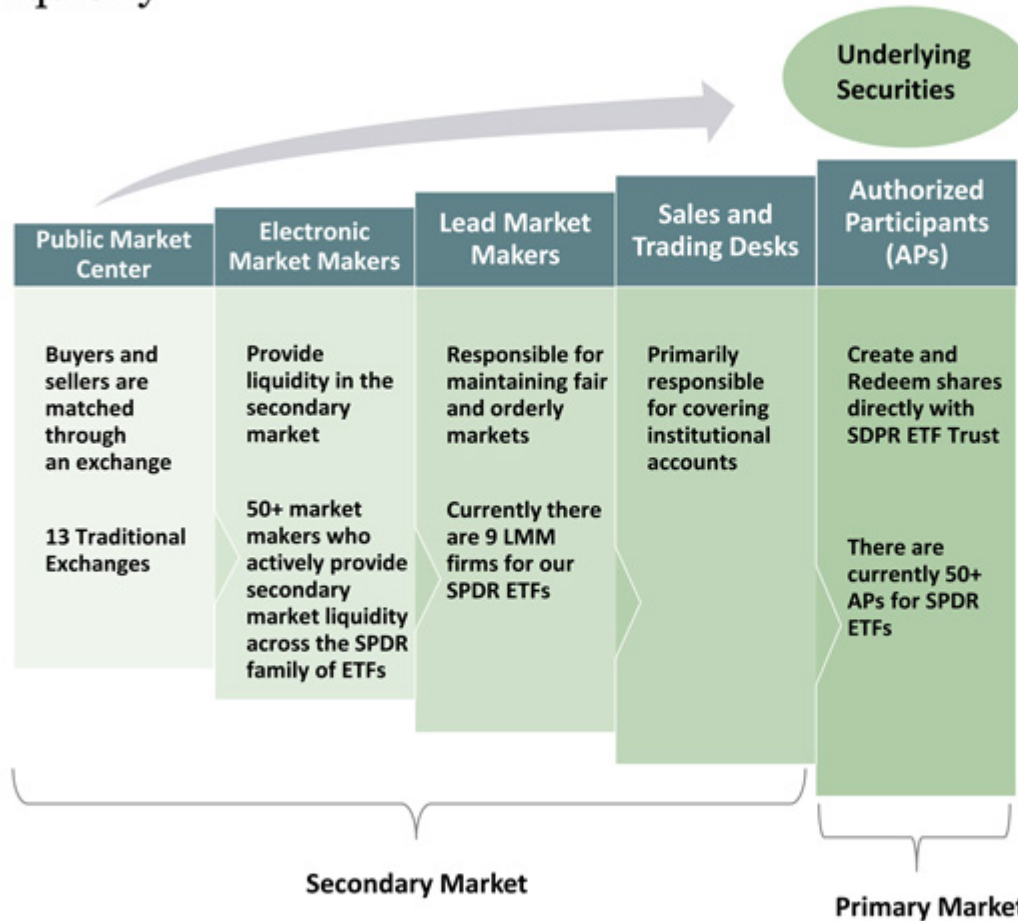 Underlying
Securities
Public Market
Center
Electronic
Market Makers
Lead Market
Makers
Sales and
Trading Desks
Authorized
Participants
(APs)
Buyers and
sellers are
matched
through
an exchange
13 Traditional
Exchanges
Provide
liquidity in the
secondary
market
50+ market
makers who
actively provide
secondary
market liquidity
across the SPDR
family of ETFs
Responsible for
maintaining fair
and orderly
markets
Currently there
are 9 LMM
firms for our
SPDR ETFs
Primarily
responsible
for covering
institutional
accounts
Create and
Redeem shares
directly with
SDPR ETF Trust
There are
currently 50+
APs for SPDR
ETFs
Secondary Market
Primary Market